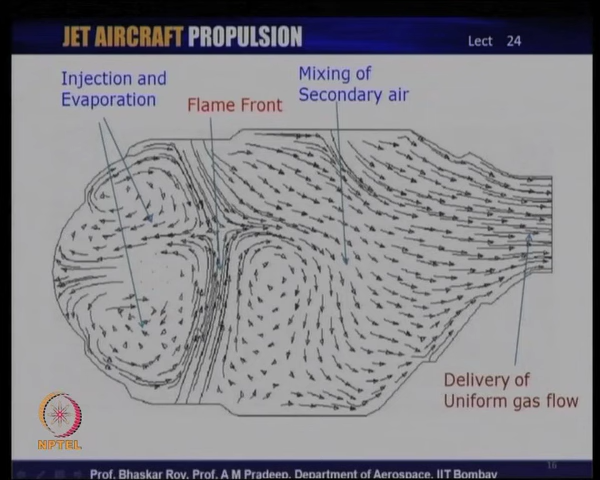 JET AIRCRAFT PROPULSION
Lect 24
Injection and
Evaporation
Flame Front
Mixing of
Secondary air
Delivery of
Uniform gas flow
NPTEL
16
Prof. Bhaskar Roy, Prof. A M Pradeep, Department of Aerospace, IIT Bombay